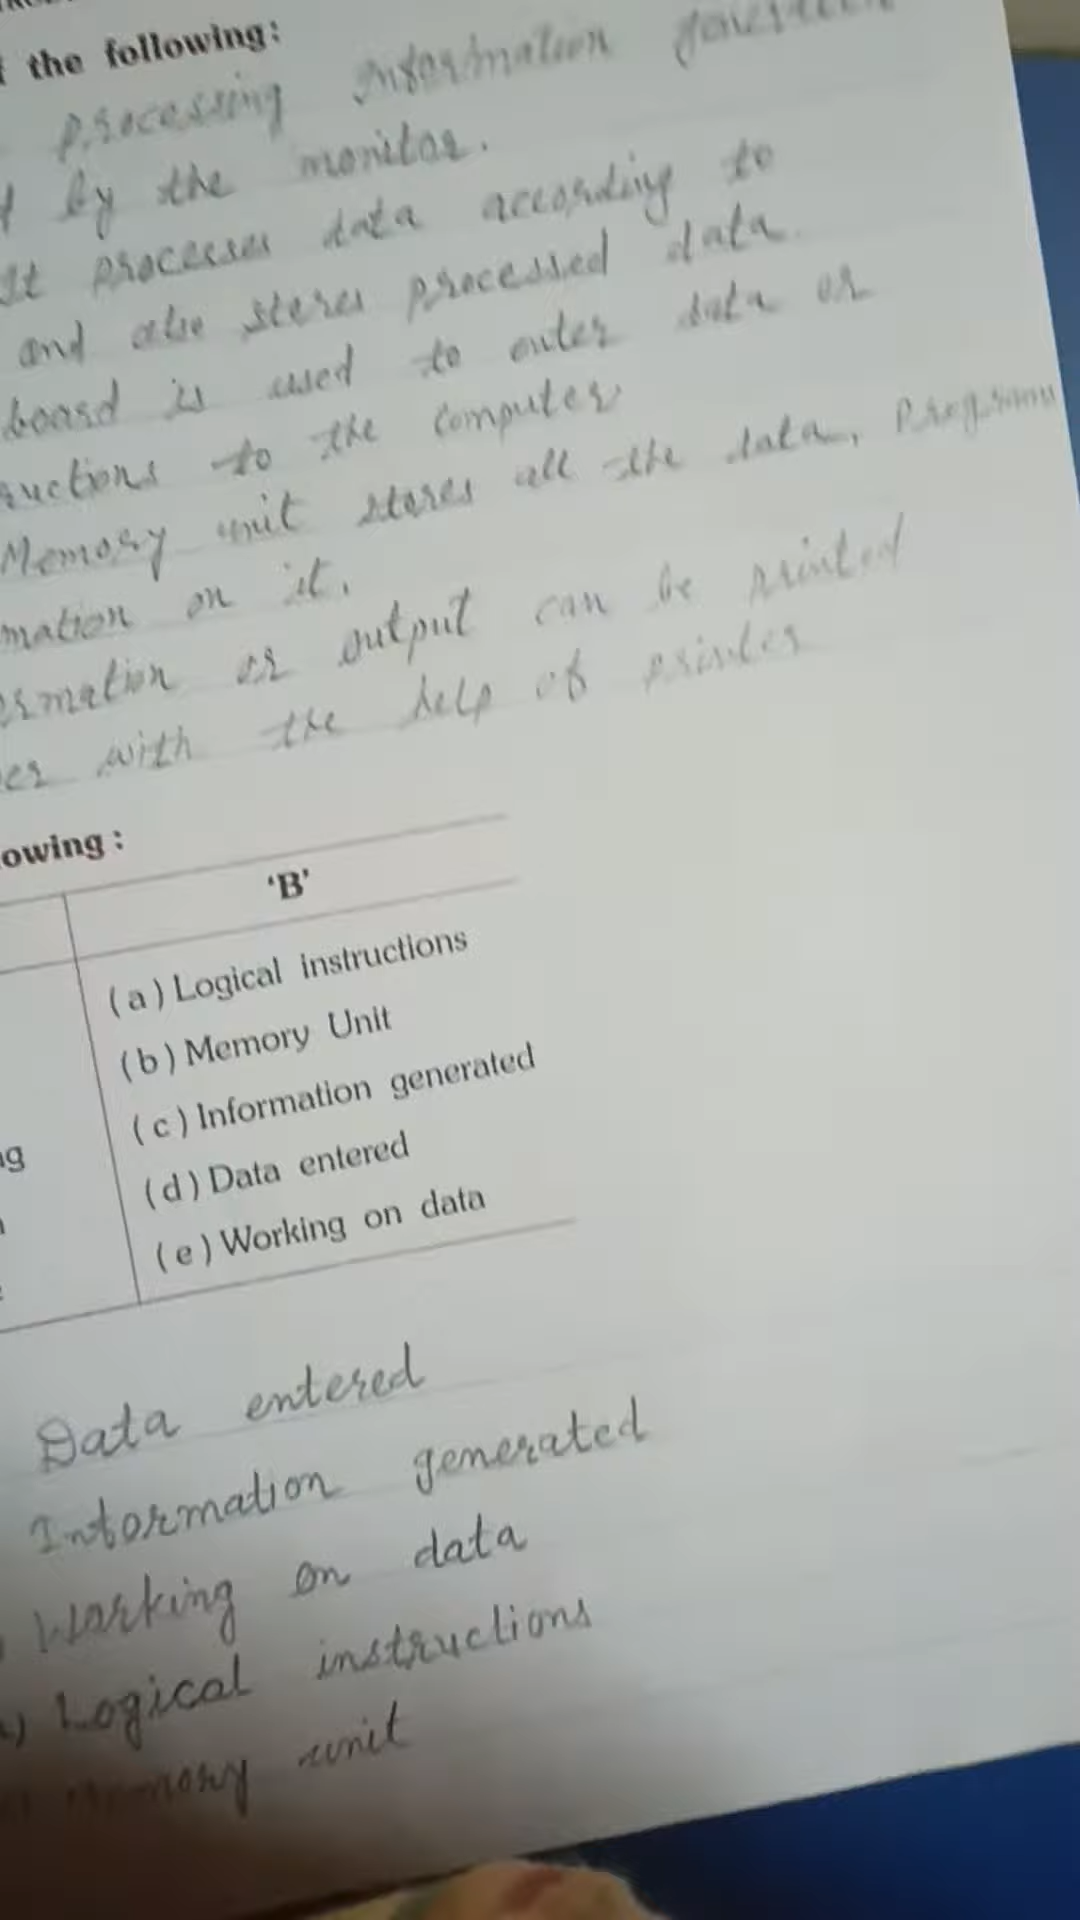 the following:
processing information
by the monitor.
It processes data according to
and also stores processed data.
board is used to enter data or
uctions to the computer
Memory unit stores all the data, Programs
mation on it.
ormation or output can be printed
er with the help of printer
owing :
'B'
(a) Logical instructions
(b) Memory Unit
(c) Information generated
(d) Data entered
(e) Working on data
Data entered
Information generated
Working on data
Logical instructions
Memory unit